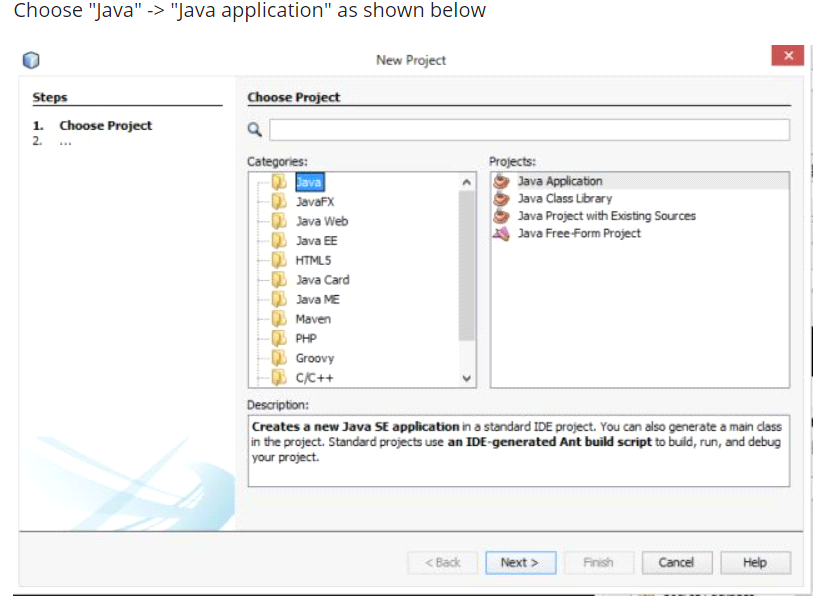 Choose "Java" -> "Java application" as shown below
New Project
Steps
1. Choose Project
2. ...
Choose Project
Categories:
Java
JavaFX
Java Web
Java EE
HTML5
Java Card
Java ME
Maven
PHP
Groovy
C/C++
Projects:
Java Application
Java Class Library
Java Project with Existing Sources
Java Free-Form Project
Description:
Creates a new Java SE application in a standard IDE project. You can also generate a main class
in the project. Standard projects use an IDE-generated Ant build script to build, run, and debug
your project.
< Back
Next >
Finish
Cancel
Help